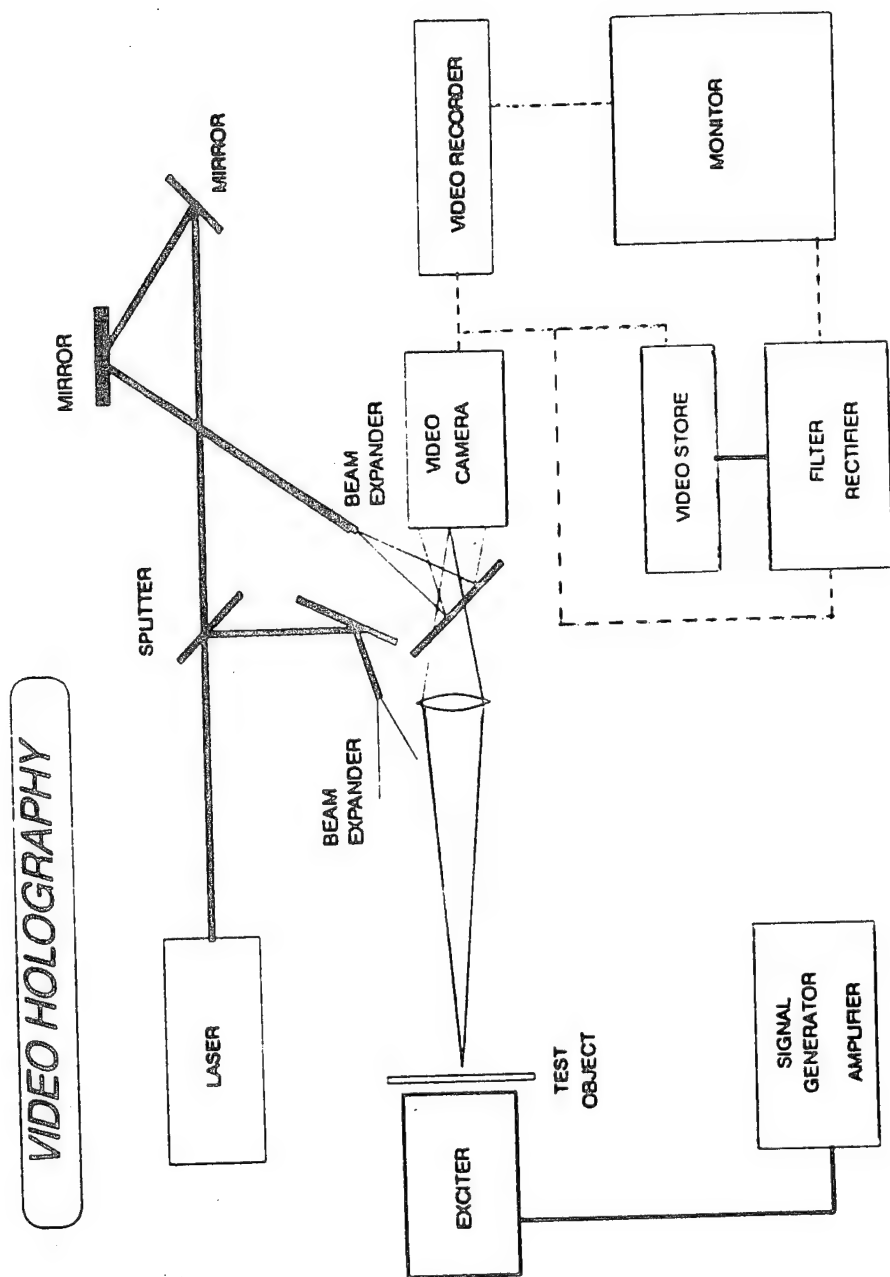 VIDEO HOLOGRAPHY
LASER
SPLITTER
MIRROR
MIRROR
BEAM
EXPANDER
BEAM
EXPANDER
VIDEO
CAMERA
VIDEO RECORDER
EXCITER
TEST
OBJECT
VIDEO STORE
MONITOR
SIGNAL
GENERATOR
AMPLIFIER
FILTER
RECTIFIER